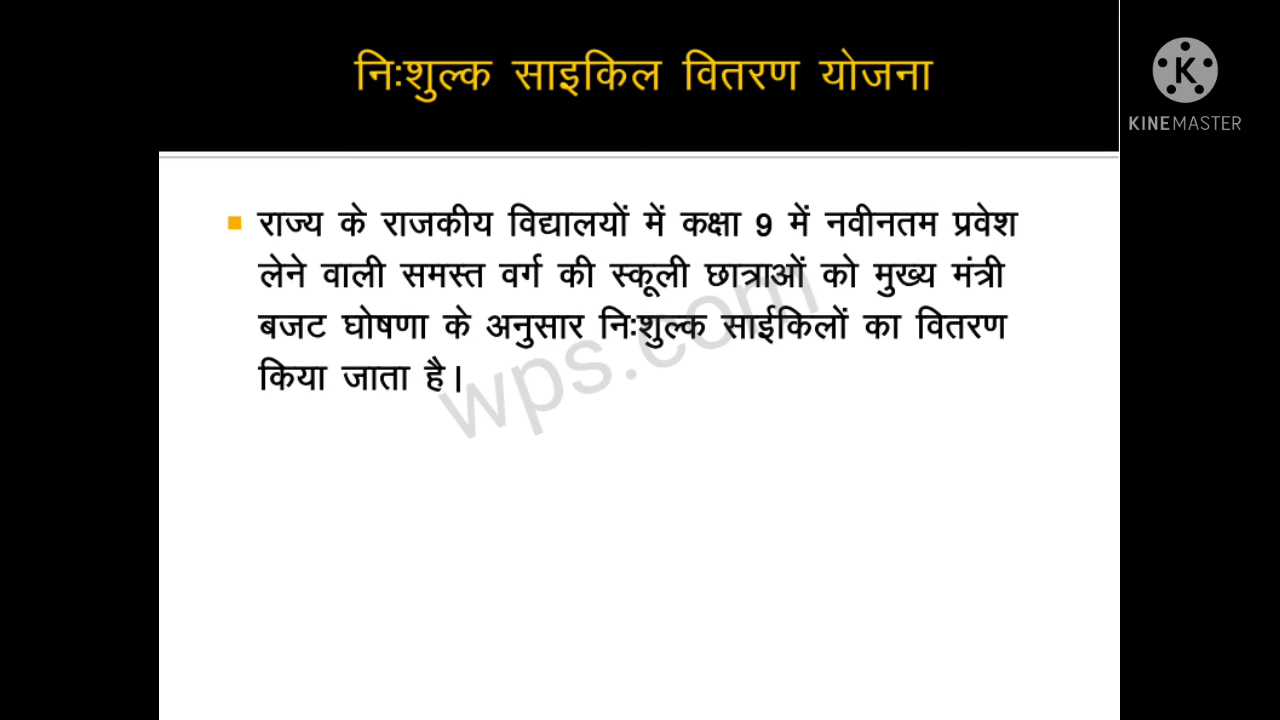 निःशुल्क साइकिल वितरण योजना
KINEMASTER
राज्य के राजकीय विद्यालयों में कक्षा 9 में नवीनतम प्रवेश
लेने वाली समस्त वर्ग की स्कूली छात्राओं को मुख्य मंत्री
बजट घोषणा के अनुसार निःशुल्क साईकिलों का वितरण
किया जाता है।
wps.com